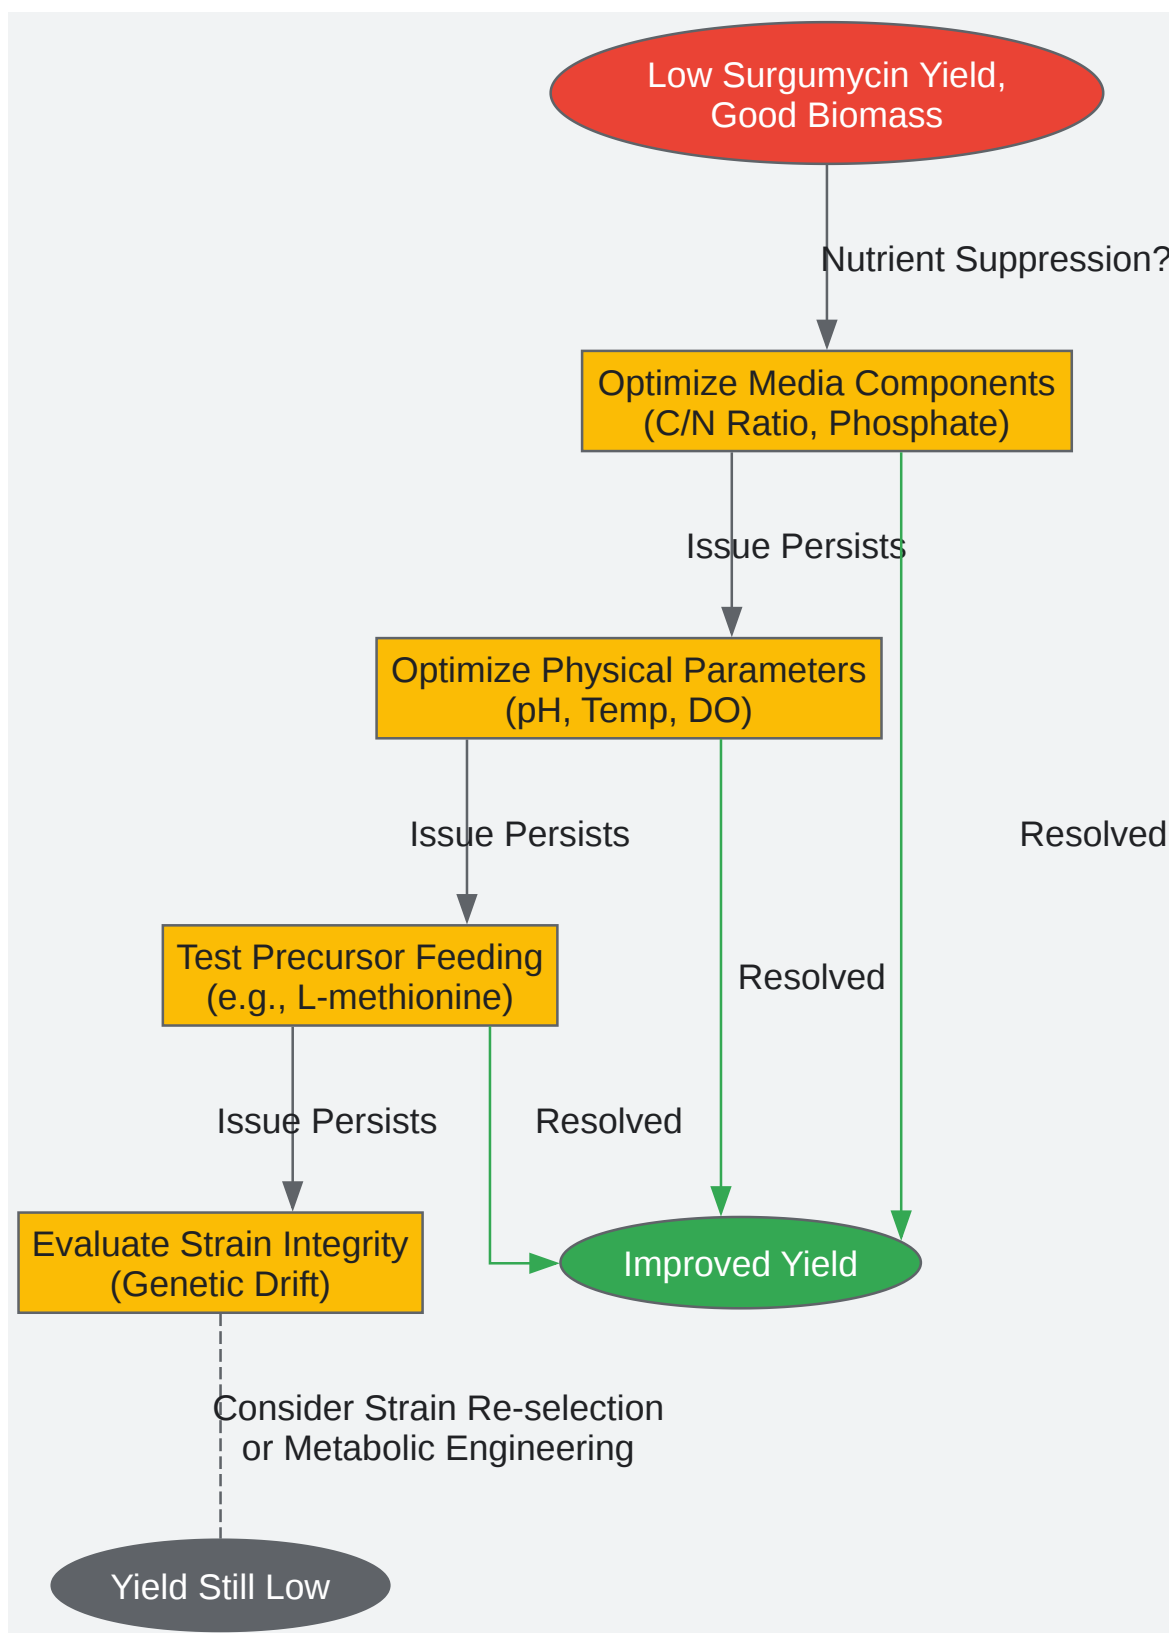 Low Surgumycin Yield,
Good Biomass
Nutrient Suppression?
Optimize Media Components
(C/N Ratio, Phosphate)
Issue Persists
Optimize Physical Parameters
(pH, Temp, DO)
Issue Persists
Resolved
Test Precursor Feeding
(e.g., L-methionine)
Resolved
Issue Persists
Resolved
Evaluate Strain Integrity
(Genetic Drift)
Improved Yield
Consider Strain Re-selection
or Metabolic Engineering
Yield Still Low